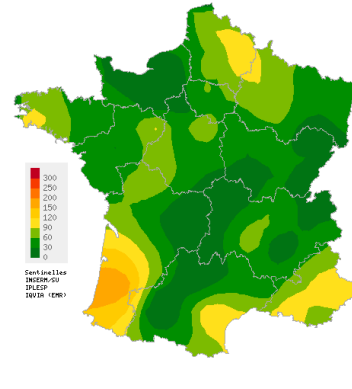 300
250
200
150
120
90
60
30
0
Sentinelles
INSERM/SU
IPLESP
IQVIA (EMR)